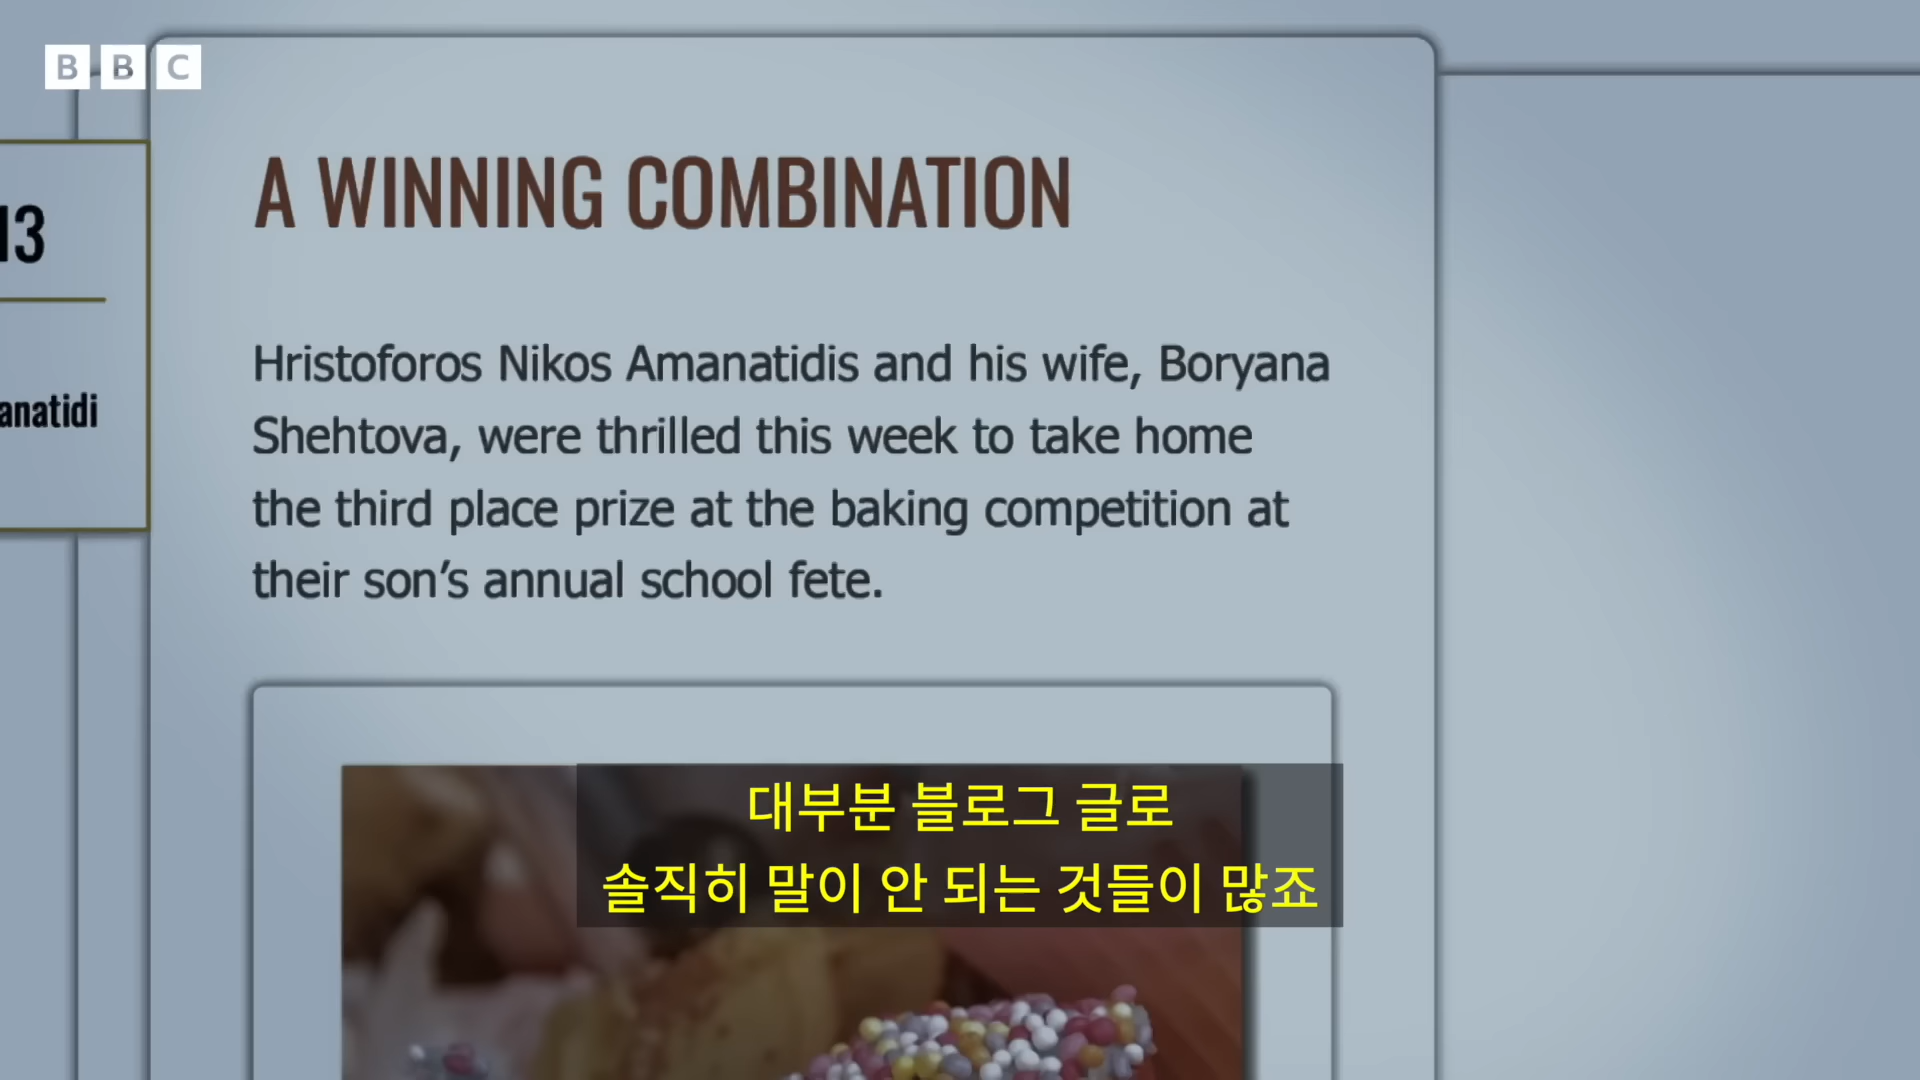 BBC
13
anatidi
A WINNING COMBINATION
Hristoforos Nikos Amanatidis and his wife, Boryana
Shehtova, were thrilled this week to take home
the third place prize at the baking competition at
their son’s annual school fete.
대부분 블로그 글로
솔직히 말이 안 되는 것들이 많죠